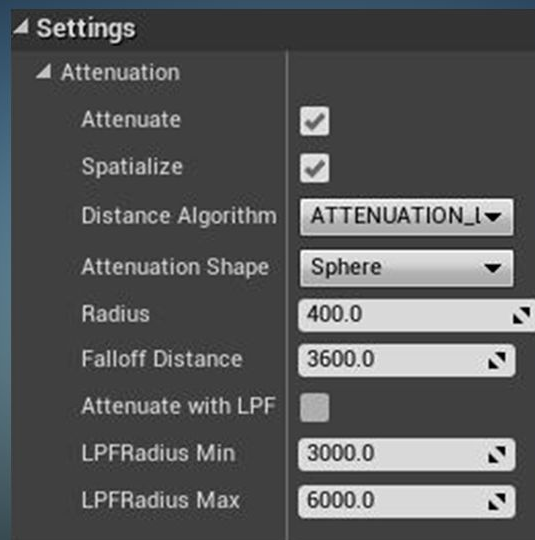 Settings
Attenuation
Attenuate
Spatialize
Distance Algorithm ATTENUATION_L
Attenuation Shape Sphere
Radius 400.0
Falloff Distance 3600.0
Attenuate with LPF
LPFRadius Min 3000.0
LPFRadius Max 6000.0